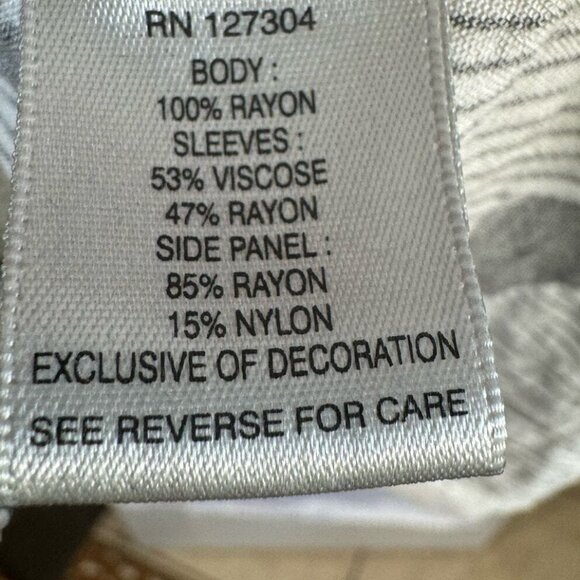 RN 127304
BODY :
100% RAYON
SLEEVES :
53% VISCOSE
47% RAYON
SIDE PANEL :
85% RAYON
15% NYLON
EXCLUSIVE OF DECORATION
SEE REVERSE FOR CARE